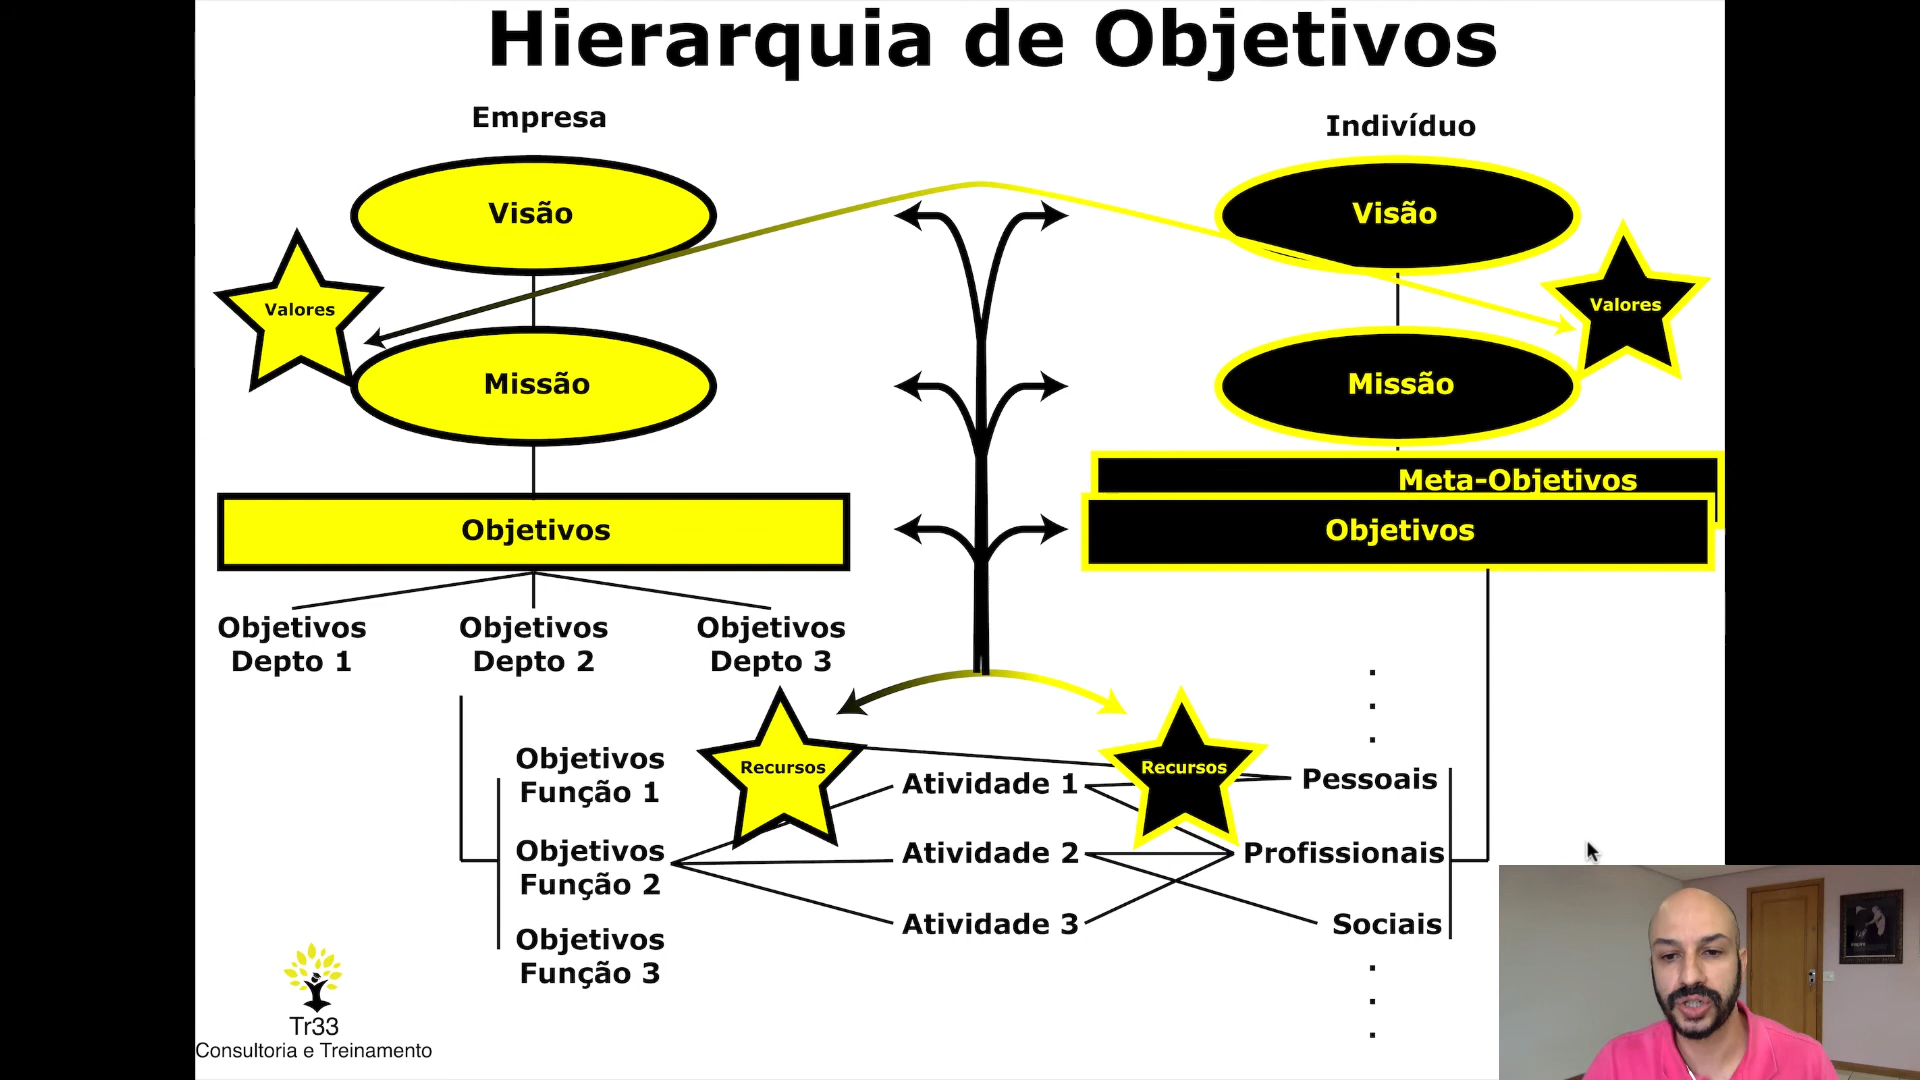 Hierarquia de Objetivos
Empresa
Indivíduo
Visão
Visão
Valores
Valores
Missão
Missão
Meta-Objetivos
Objetivos
Objetivos
Objetivos
Depto 1
Objetivos
Depto 2
Objetivos
Depto 3
Objetivos
Função 1
Objetivos
Função 2
Objetivos
Função 3
Recursos
Recursos
Atividade 1
Atividade 2
Atividade 3
Pessoais
Profissionais
Sociais
Tr33
Consultoria e Treinamento